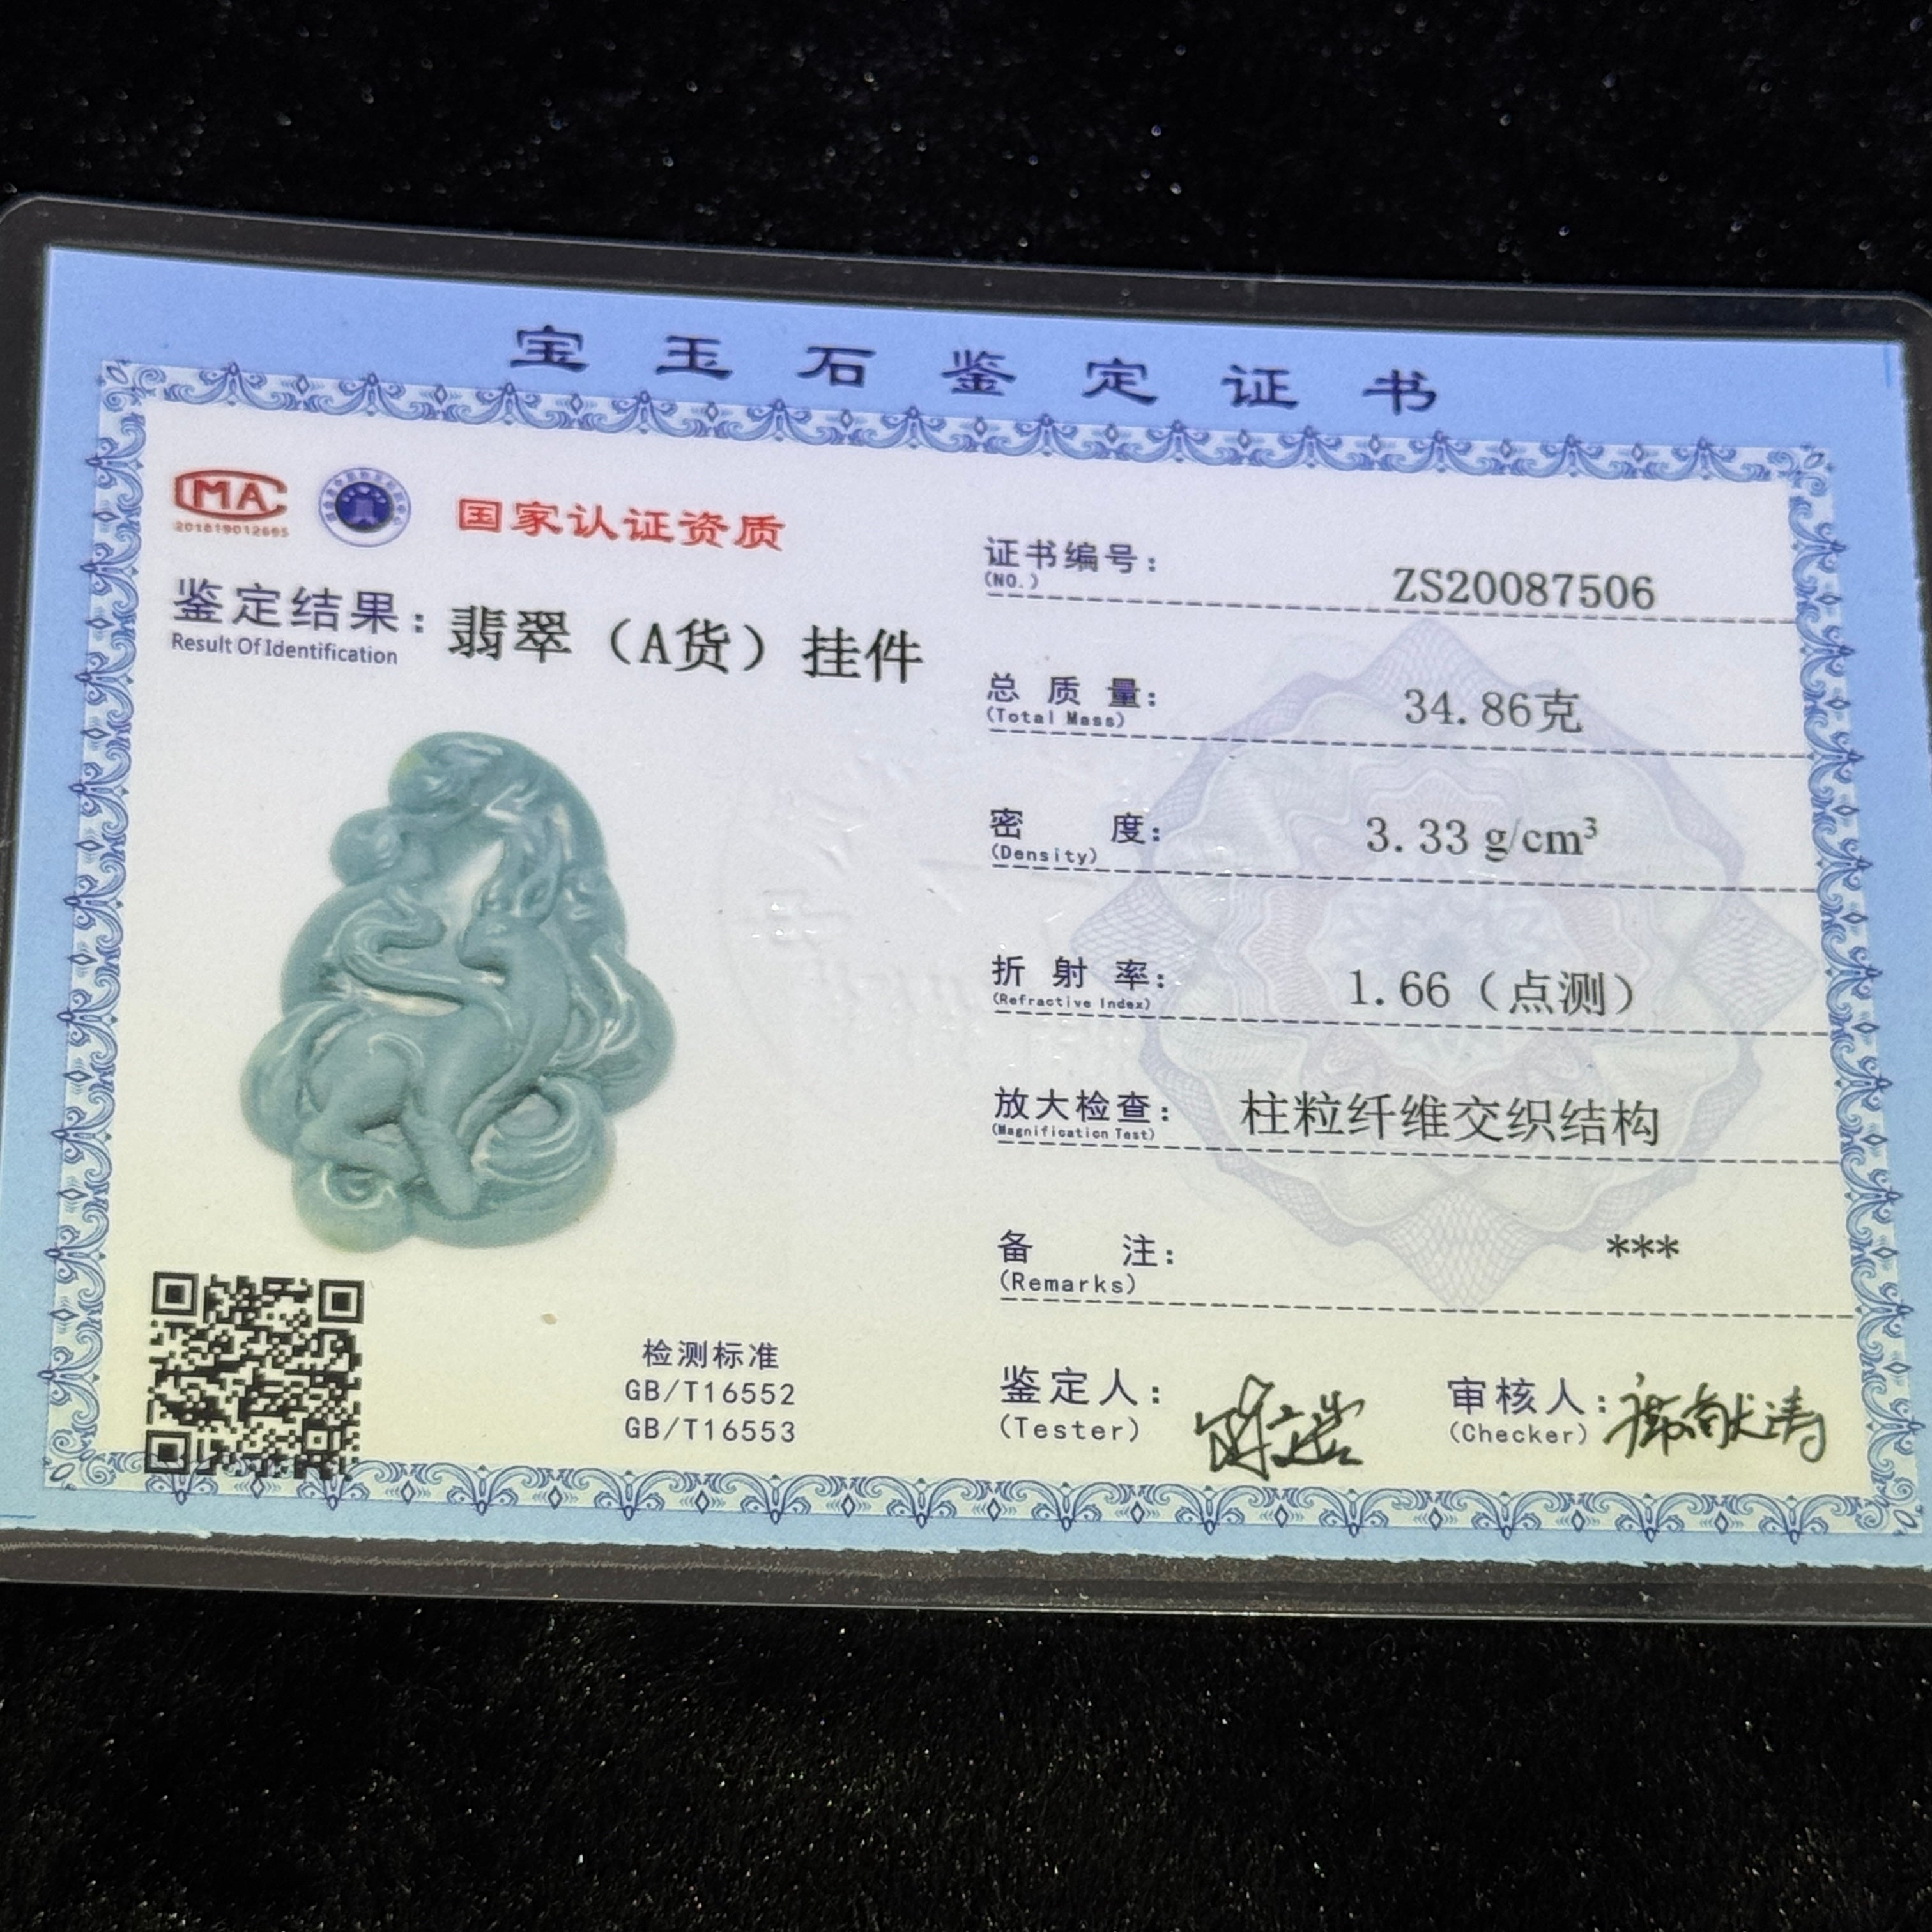 宝玉石鉴定证书
CMA
201819012695
国家认证资质
鉴定结果：翡翠（A货）挂件
Result Of Identification
证书编号：ZS20087506
(NO.)
总质量：34.86克
(Total Mass)
密度：3.33 g/cm³
(Density)
折射率：1.66（点测）
(Refractive Index)
放大检查：柱粒纤维交织结构
(Magnification Test)
备注：***
(Remarks)
检测标准
GB/T16552
GB/T16553
鉴定人：
(Tester)
审核人：
(Checker)